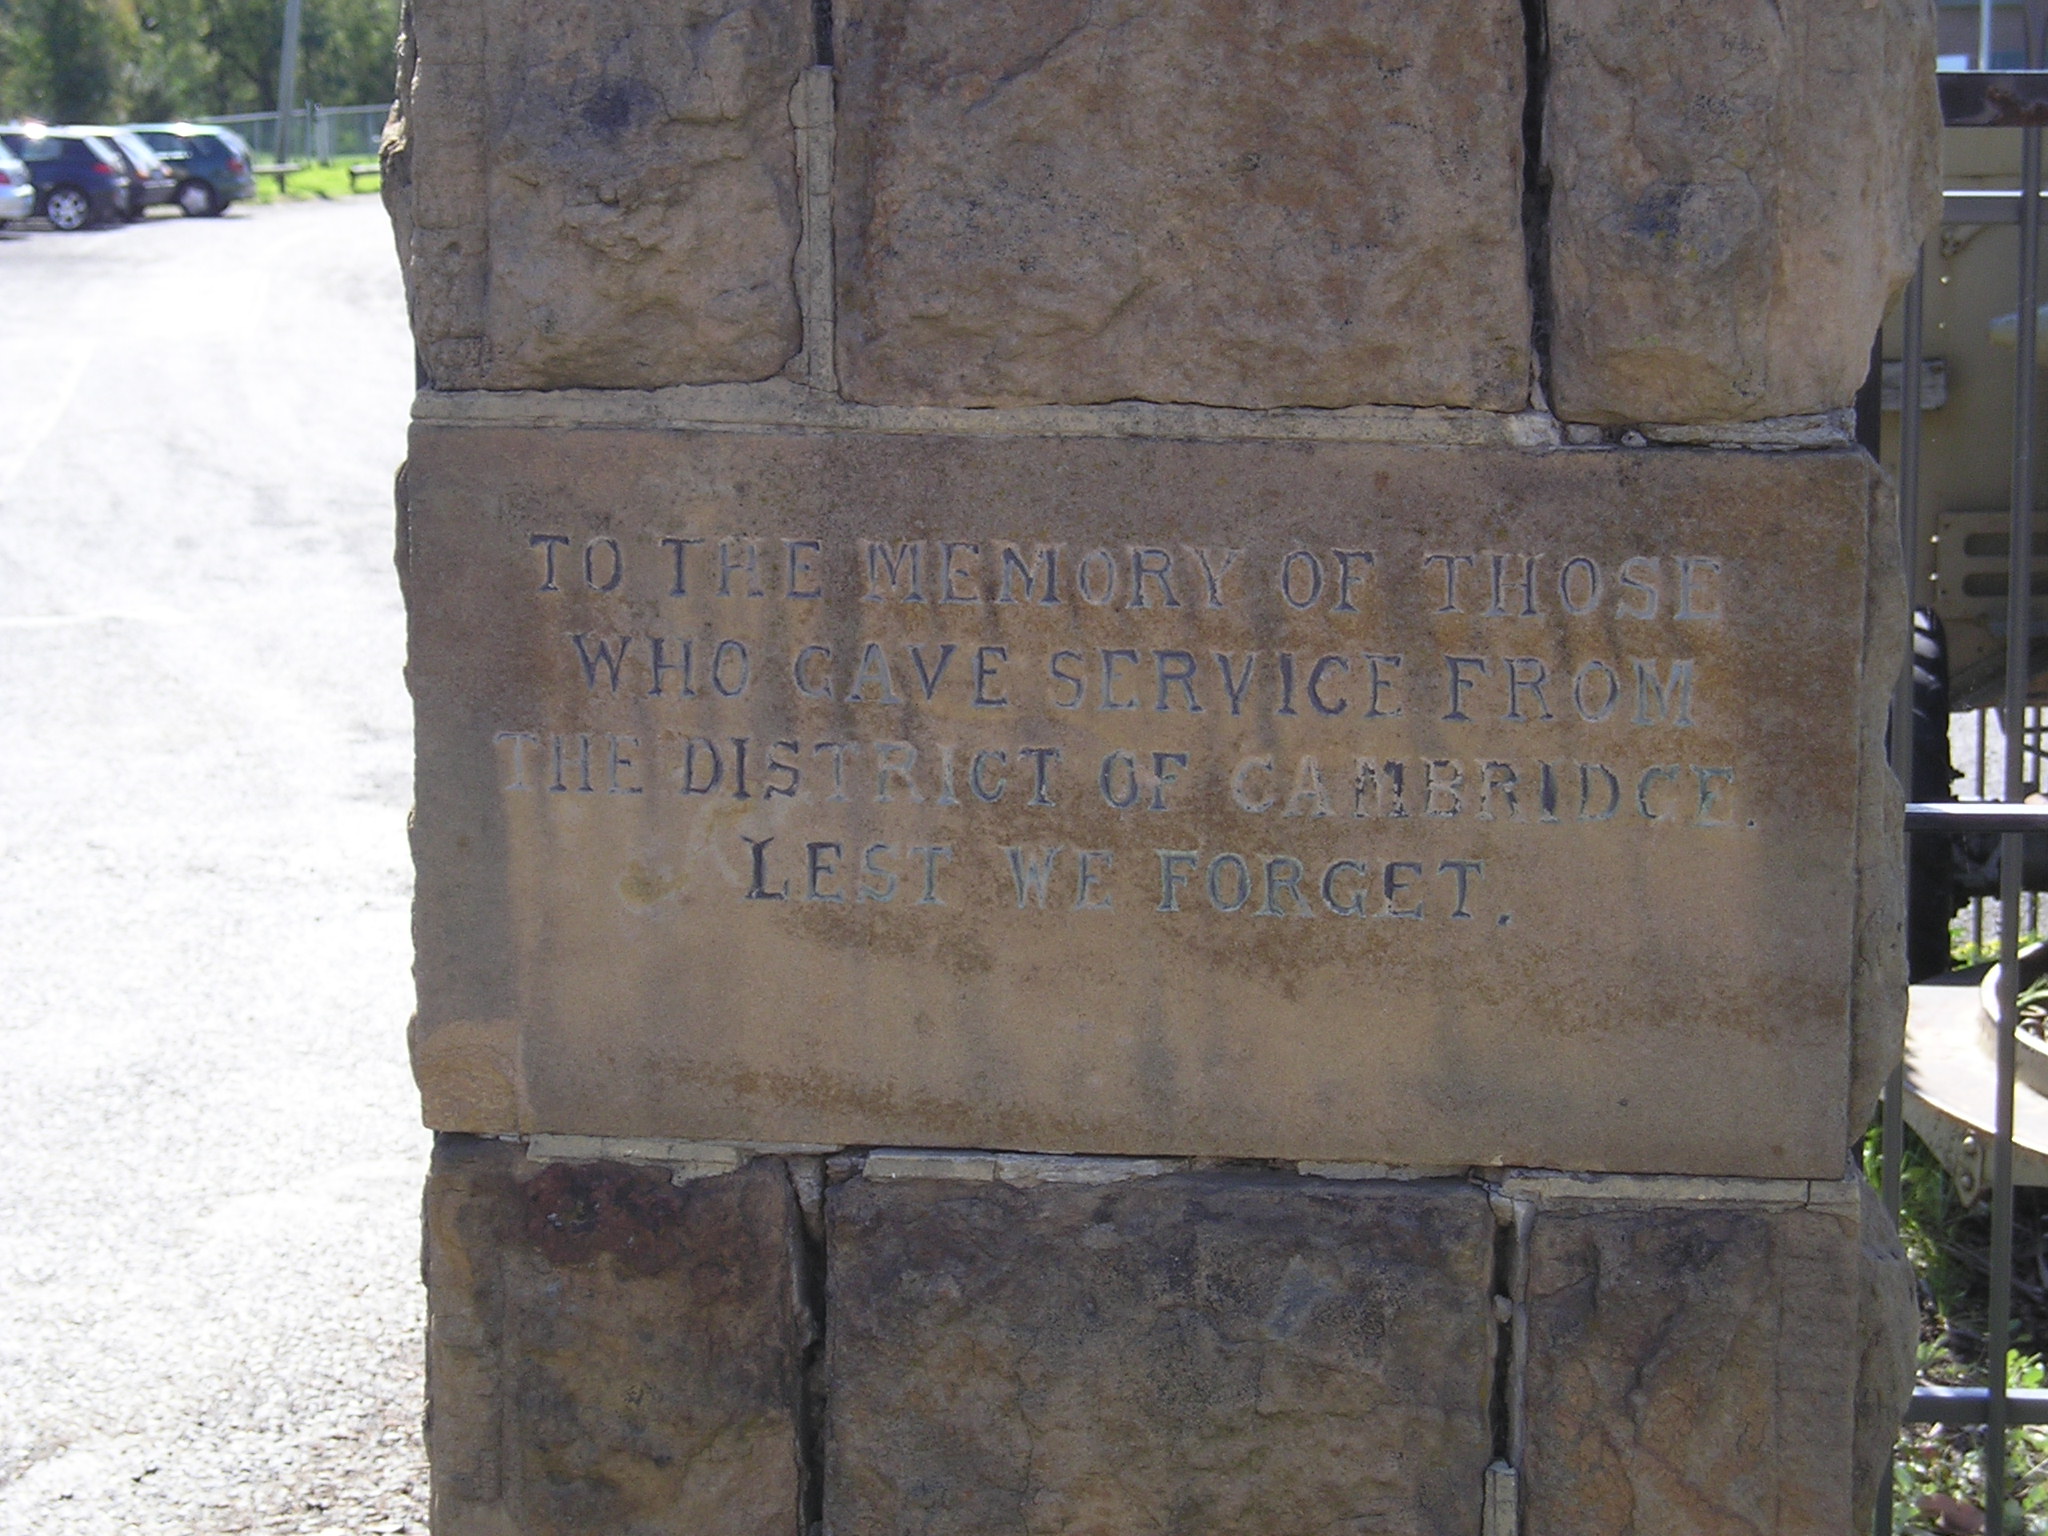 TO THE MEMORY OF THOSE
WHO GAVE SERVICE FROM
THE DISTRICT OF CAMBRIDGE.
LEST WE FORGET.